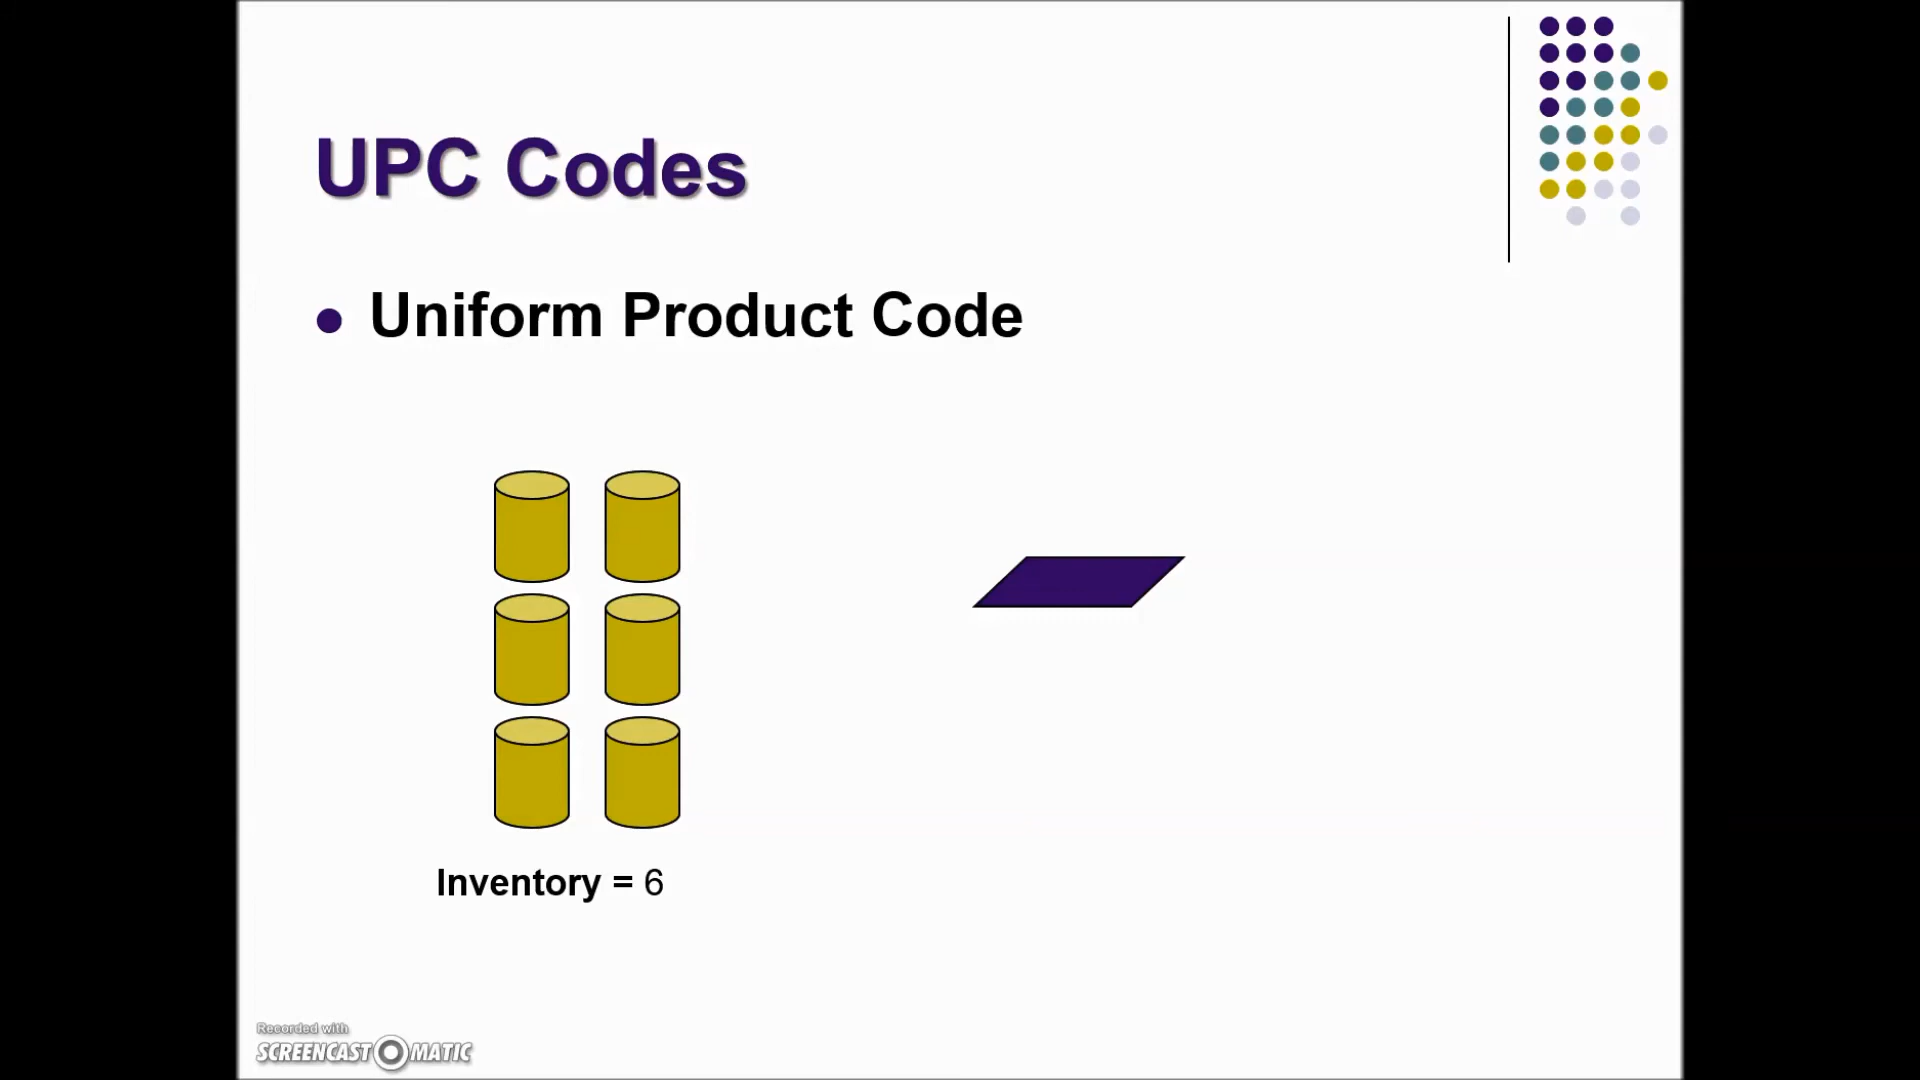 UPC Codes
Uniform Product Code
Inventory = 6
Recorded with
SCREENCAST MATIC